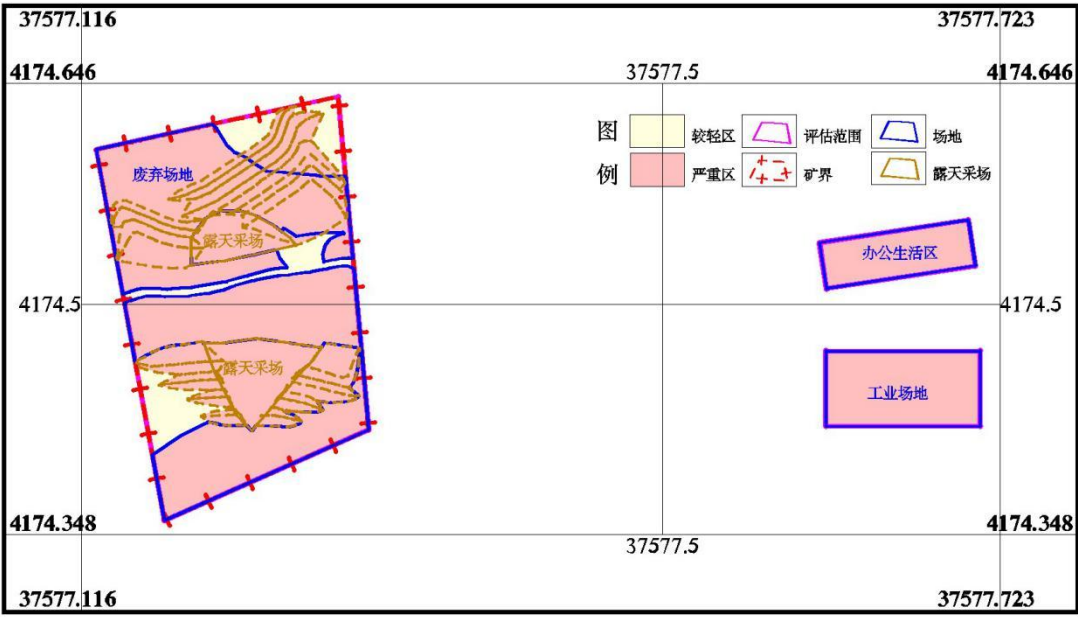 37577.116 37577.723
4174.646 37577.5 4174.646
图 较轻区 评估范围 场地
例 严重区 矿界 露天采场
废弃场地
露天采场
办公生活区
4174.5 4174.5
露天采场
工业场地
4174.348 4174.348
37577.5
37577.116 37577.723